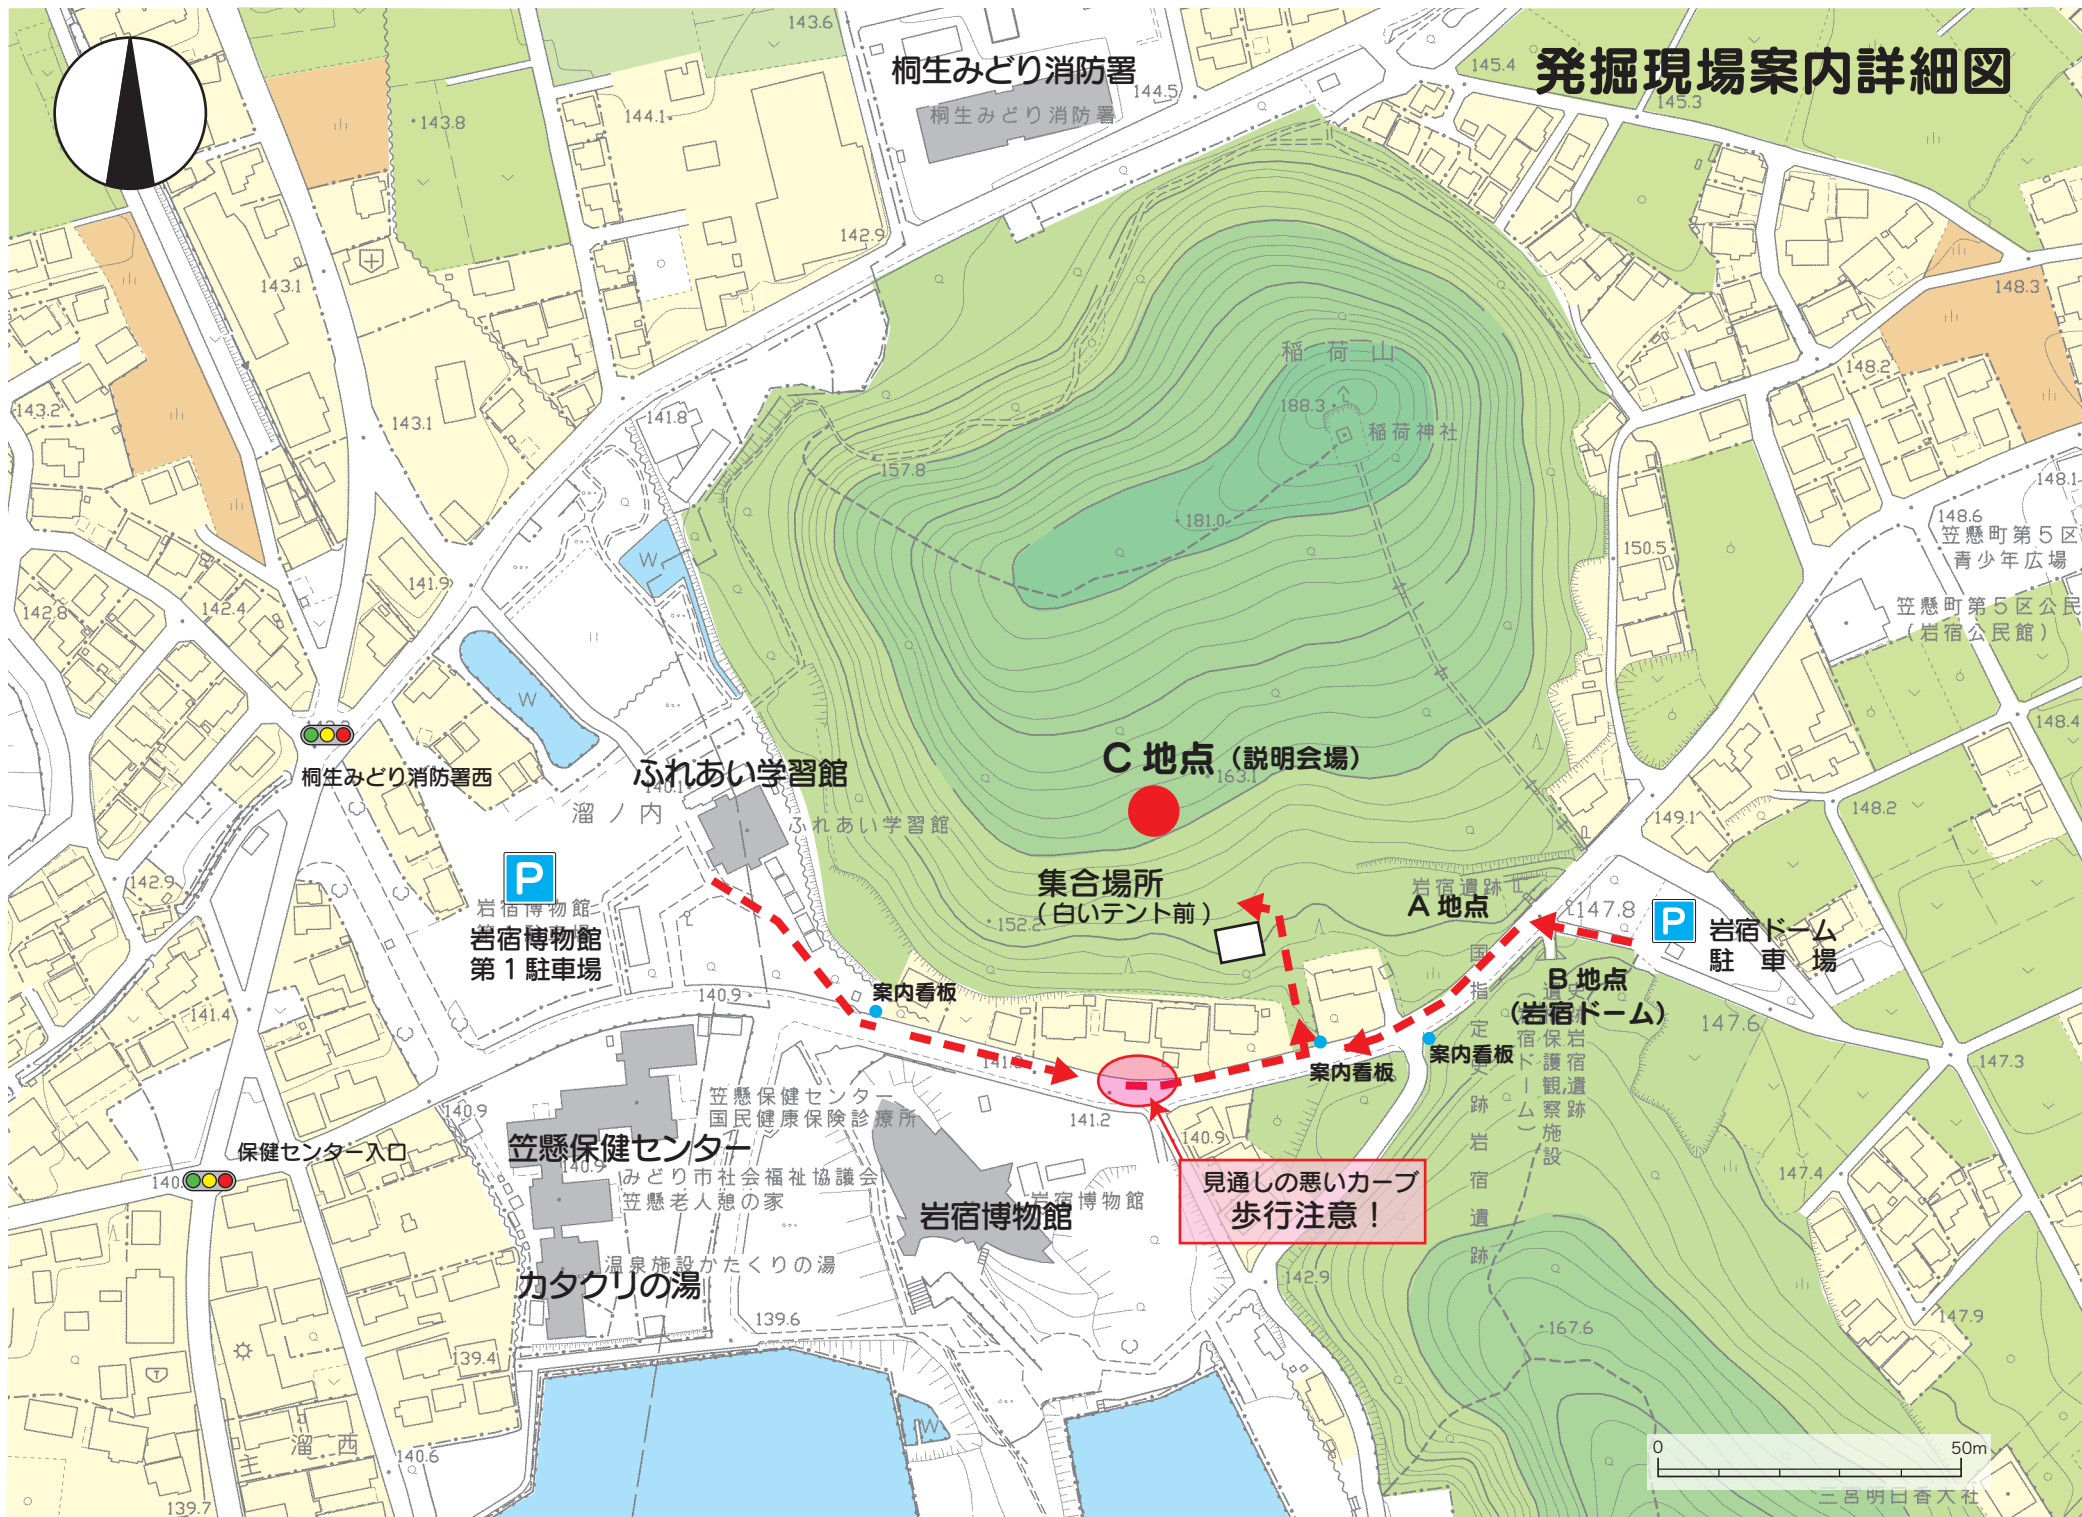 発掘現場案内詳細図
桐生みどり消防署
桐生みどり消防署
143.6
143.8
144.1
144.5
145.4
145.3
142.9
143.1
148.3
稲荷山
188.3
稲荷神社
148.2
143.2
143.1
141.8
157.8
181.0
148.1
148.6
笠懸町第5区
青少年広場
150.5
141.9
142.8
142.4
笠懸町第5区公民
(岩宿公民館)
W
W
148.4
桐生みどり消防署西
ふれあい学習館
140.1
溜ノ内
ふれあい学習館
C 地点(説明会場)
163.1
148.2
149.1
142.9
P
岩宿博物館
岩宿博物館
第1駐車場
集合場所
(白いテント前)
152.2
岩宿遺跡
A 地点
147.8
P
岩宿ドーム
駐車場
B 地点
(岩宿ドーム)
国指定史跡岩宿遺跡
史跡岩宿遺跡
遺跡保護観察施設
(岩宿ドーム)
147.6
147.3
141.4
140.9
案内看板
案内看板
案内看板
141.2
140.9
140.9
笠懸保健センター
国民健康保険診療所
笠懸保健センター
140.9
みどり市社会福祉協議会
笠懸老人憩の家
保健センター入口
岩宿博物館
岩宿博物館
見通しの悪いカーブ
歩行注意!
147.4
温泉施設かたくりの湯
カタクリの湯
142.9
139.6
139.4
167.6
147.9
W
溜西
主
140.6
139.7
0
50m
三宮明日香大社